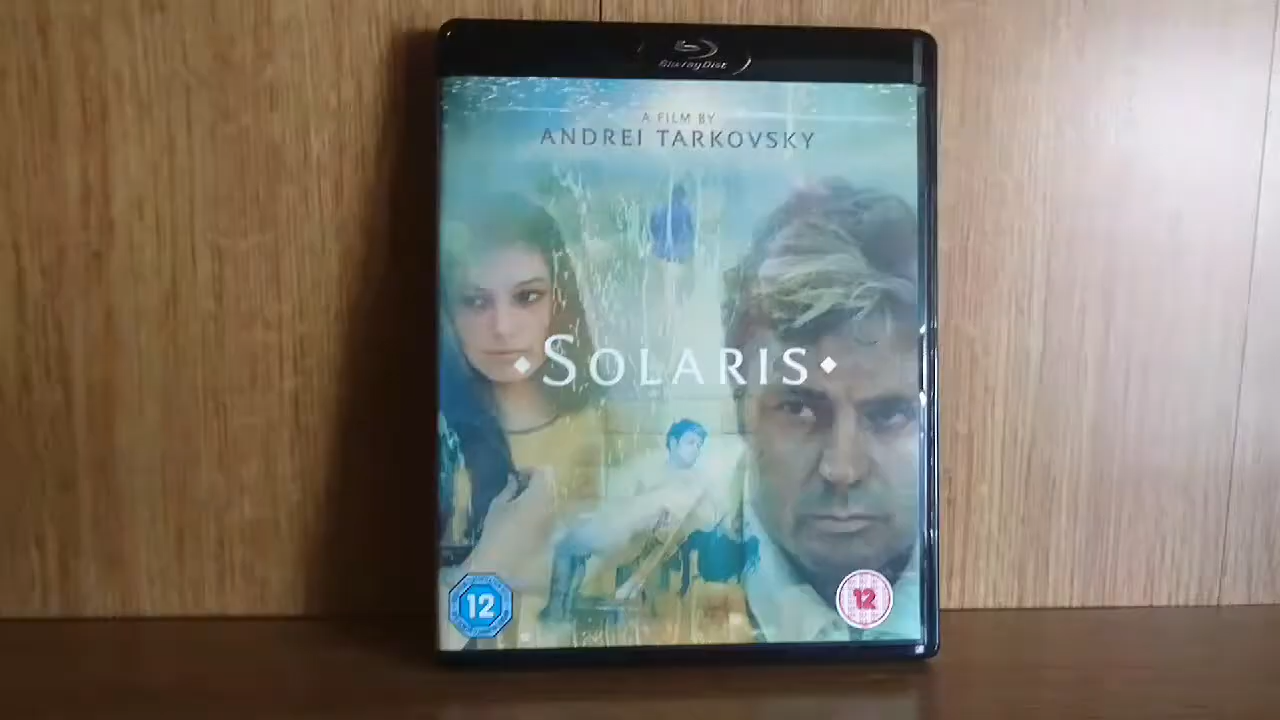 Blu-ray Disc
A FILM BY
ANDREI TARKOVSKY
SOLARIS
12
12